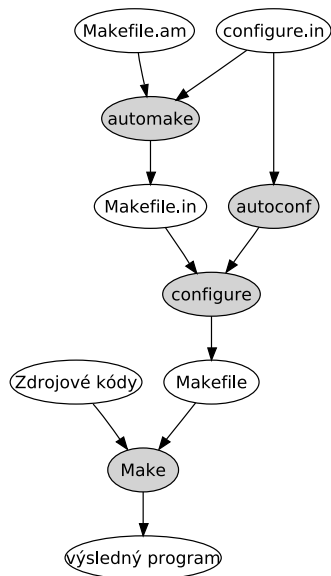 Makefile.am
configure.in
automake
Makefile.in
autoconf
configure
Zdrojové kódy
Makefile
Make
výsledný program